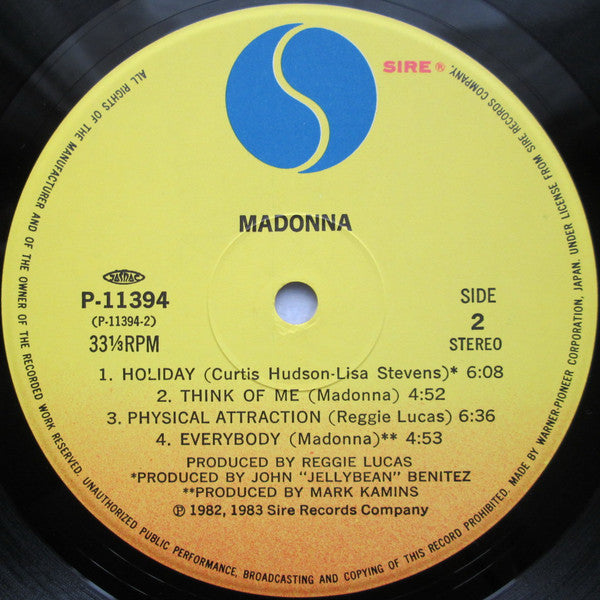 SIRE®
MADONNA
JASRAC
P-11394
(P-11394-2)
33⅓RPM
SIDE
2
STEREO
1. HOLIDAY (Curtis Hudson-Lisa Stevens)* 6:08
2. THINK OF ME (Madonna) 4:52
3. PHYSICAL ATTRACTION (Reggie Lucas) 6:36
4. EVERYBODY (Madonna)** 4:53
PRODUCED BY REGGIE LUCAS
*PRODUCED BY JOHN "JELLYBEAN" BENITEZ
**PRODUCED BY MARK KAMINS
Ⓟ 1982, 1983 Sire Records Company
ALL RIGHTS OF THE MANUFACTURER AND OF THE OWNER OF THE RECORDED WORK RESERVED. UNAUTHORIZED PUBLIC PERFORMANCE, BROADCASTING AND COPYING OF THIS RECORD PROHIBITED. MADE BY WARNER-PIONEER CORPORATION, JAPAN. UNDER LICENSE FROM SIRE RECORDS COMPANY.